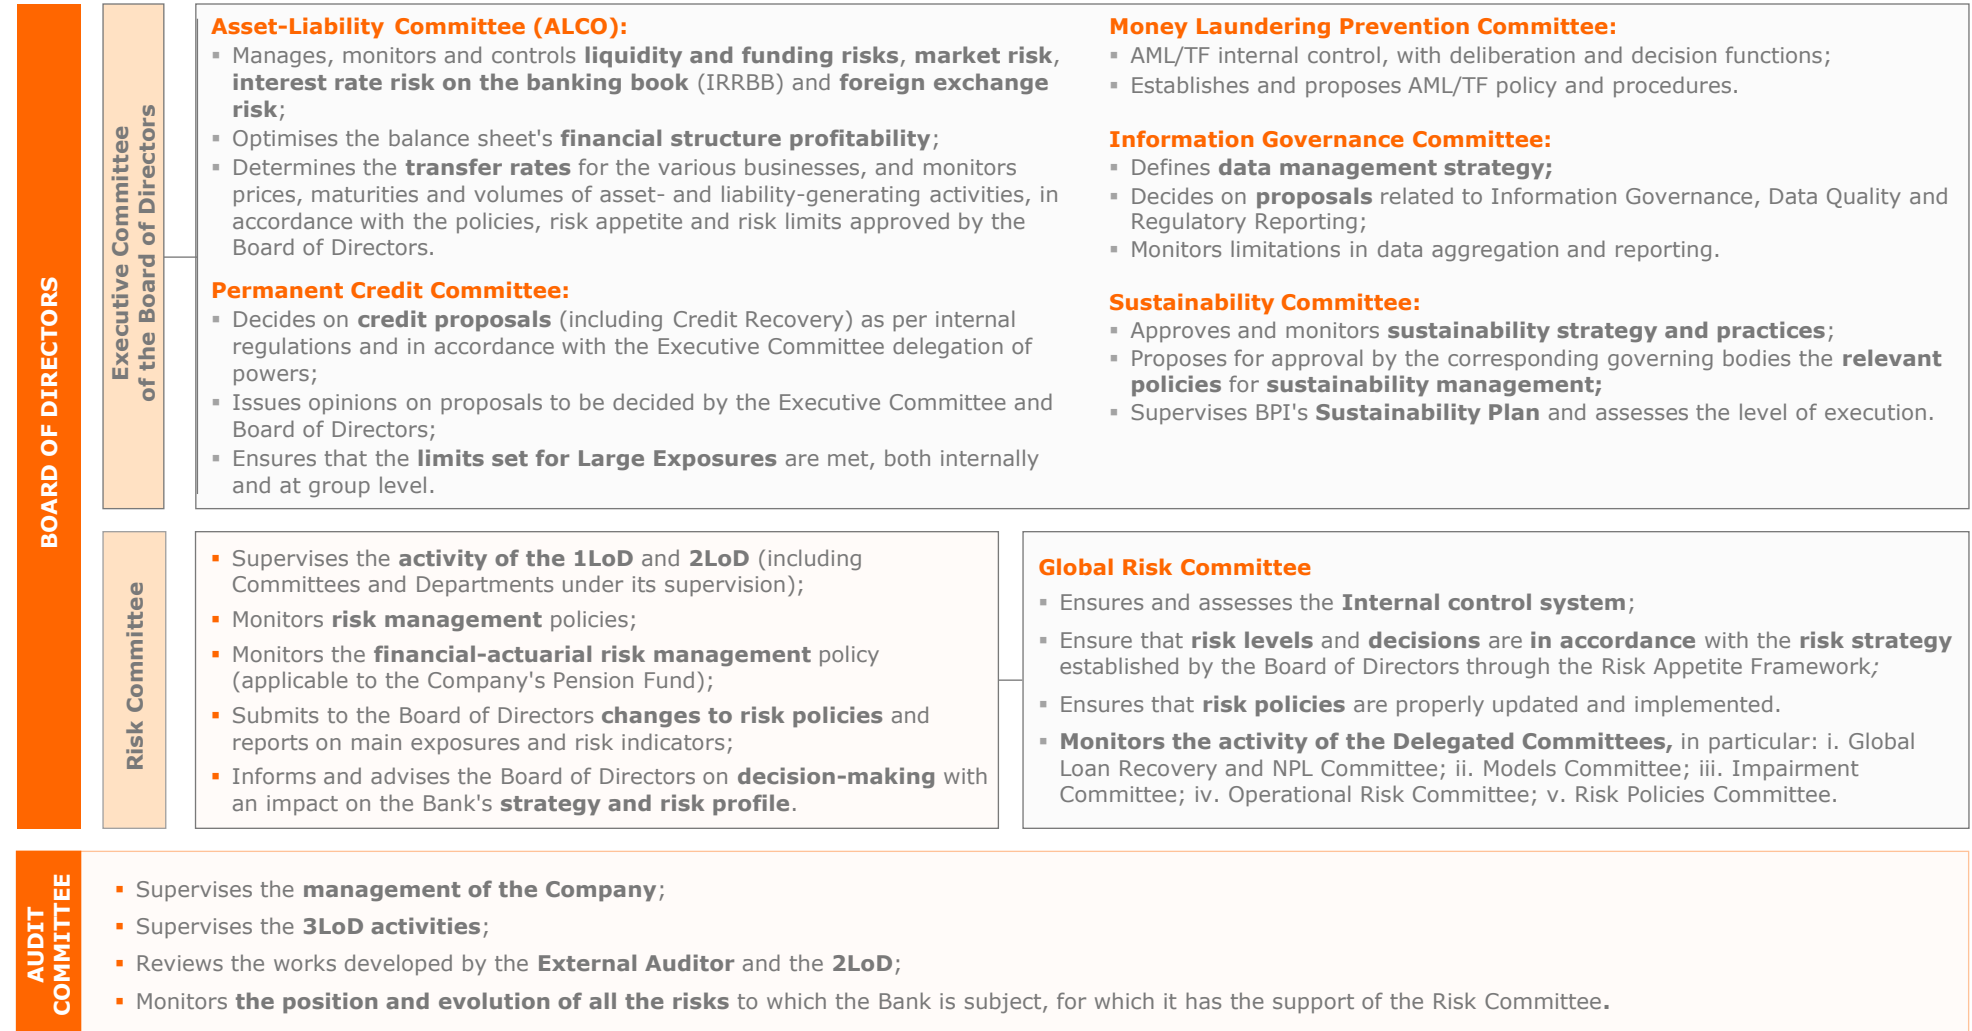 BOARD OF DIRECTORS
Executive Committee
of the Board of Directors
Asset-Liability Committee (ALCO):
▪ Manages, monitors and controls liquidity and funding risks, market risk,
interest rate risk on the banking book (IRRBB) and foreign exchange
risk;
▪ Optimises the balance sheet's financial structure profitability;
▪ Determines the transfer rates for the various businesses, and monitors
prices, maturities and volumes of asset- and liability-generating activities, in
accordance with the policies, risk appetite and risk limits approved by the
Board of Directors.
Permanent Credit Committee:
▪ Decides on credit proposals (including Credit Recovery) as per internal
regulations and in accordance with the Executive Committee delegation of
powers;
▪ Issues opinions on proposals to be decided by the Executive Committee and
Board of Directors;
▪ Ensures that the limits set for Large Exposures are met, both internally
and at group level.
Money Laundering Prevention Committee:
▪ AML/TF internal control, with deliberation and decision functions;
▪ Establishes and proposes AML/TF policy and procedures.
Information Governance Committee:
▪ Defines data management strategy;
▪ Decides on proposals related to Information Governance, Data Quality and
Regulatory Reporting;
▪ Monitors limitations in data aggregation and reporting.
Sustainability Committee:
▪ Approves and monitors sustainability strategy and practices;
▪ Proposes for approval by the corresponding governing bodies the relevant
policies for sustainability management;
▪ Supervises BPI's Sustainability Plan and assesses the level of execution.
Risk Committee
▪ Supervises the activity of the 1LoD and 2LoD (including
Committees and Departments under its supervision);
▪ Monitors risk management policies;
▪ Monitors the financial-actuarial risk management policy
(applicable to the Company's Pension Fund);
▪ Submits to the Board of Directors changes to risk policies and
reports on main exposures and risk indicators;
▪ Informs and advises the Board of Directors on decision-making with
an impact on the Bank's strategy and risk profile.
Global Risk Committee
▪ Ensures and assesses the Internal control system;
▪ Ensure that risk levels and decisions are in accordance with the risk strategy
established by the Board of Directors through the Risk Appetite Framework;
▪ Ensures that risk policies are properly updated and implemented.
▪ Monitors the activity of the Delegated Committees, in particular: i. Global
Loan Recovery and NPL Committee; ii. Models Committee; iii. Impairment
Committee; iv. Operational Risk Committee; v. Risk Policies Committee.
AUDIT
COMMITTEE
▪ Supervises the management of the Company;
▪ Supervises the 3LoD activities;
▪ Reviews the works developed by the External Auditor and the 2LoD;
▪ Monitors the position and evolution of all the risks to which the Bank is subject, for which it has the support of the Risk Committee.